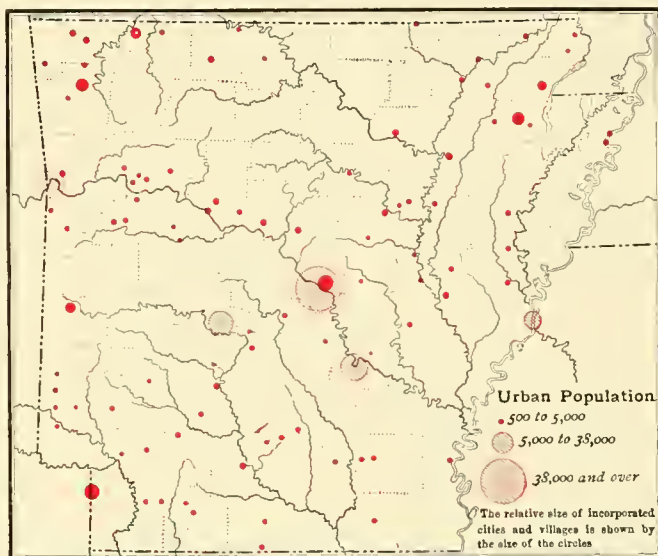 Urban Population
500 to 5,000
5,000 to 38,000
38,000 and over
The relative size of incorporated
cities and villages is shown by
the size of the circles